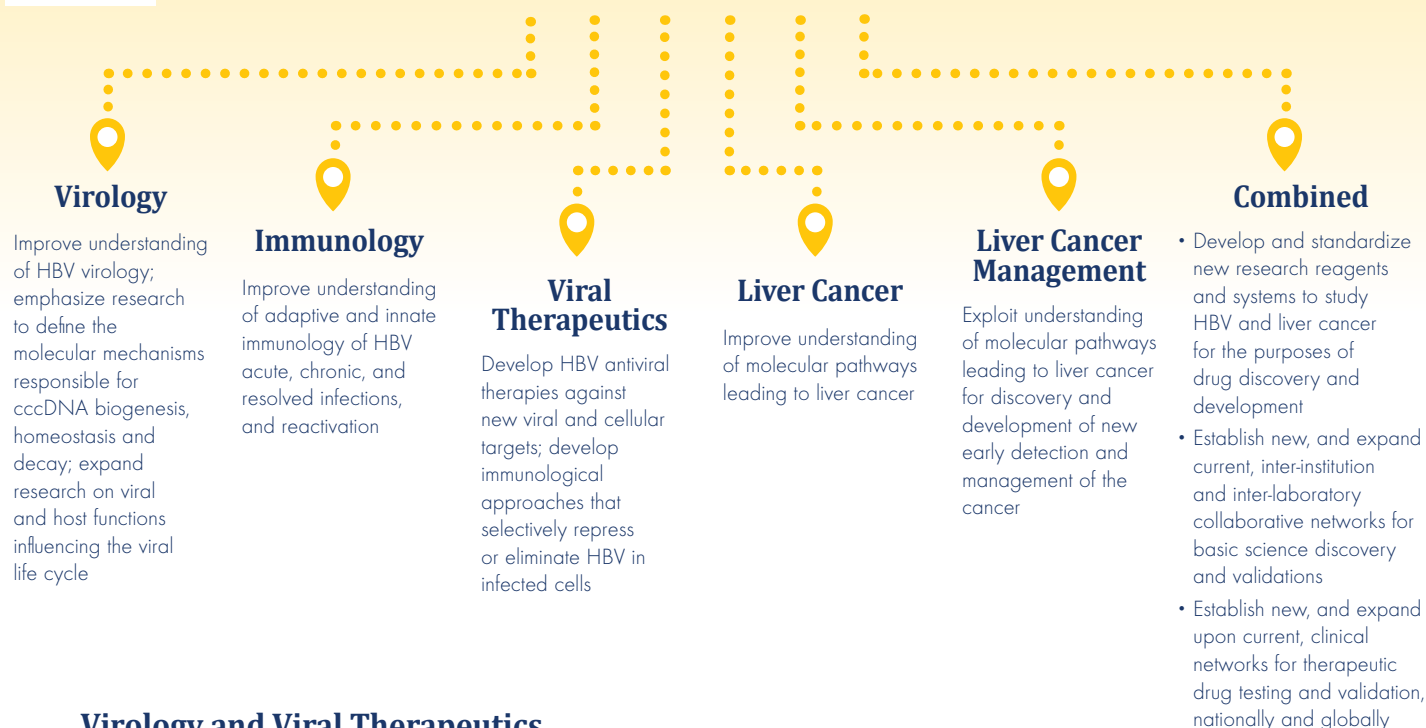 Virology
Improve understanding
of HBV virology;
emphasize research
to define the
molecular mechanisms
responsible for
cccDNA biogenesis,
homeostasis and
decay; expand
research on viral
and host functions
influencing the viral
life cycle
Immunology
Improve understanding
of adaptive and innate
immunology of HBV
acute, chronic, and
resolved infections,
and reactivation
Viral
Therapeutics
Develop HBV antiviral
therapies against
new viral and cellular
targets; develop
immunological
approaches that
selectively repress
or eliminate HBV in
infected cells
Liver Cancer
Improve understanding
of molecular pathways
leading to liver cancer
Liver Cancer
Management
Exploit understanding
of molecular pathways
leading to liver cancer
for discovery and
development of new
early detection and
management of the
cancer
Combined
• Develop and standardize
new research reagents
and systems to study
HBV and liver cancer
for the purposes of
drug discovery and
development
• Establish new, and expand
current, inter-institution
and inter-laboratory
collaborative networks for
basic science discovery
and validations
• Establish new, and expand
upon current, clinical
networks for therapeutic
drug testing and validation,
nationally and globally
Virology and Viral Therapeutics